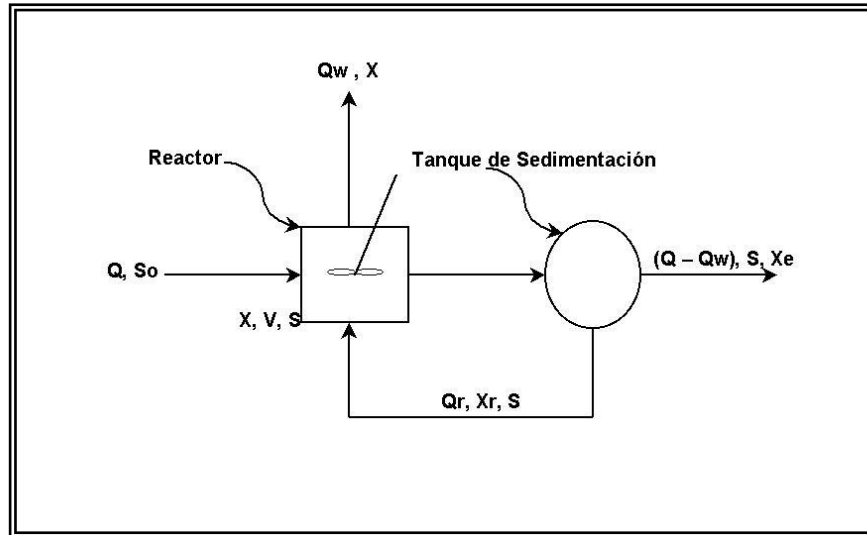 Qw , X
Reactor
Tanque de Sedimentación
Q, So
(Q – Qw), S, Xe
X, V, S
Qr, Xr, S